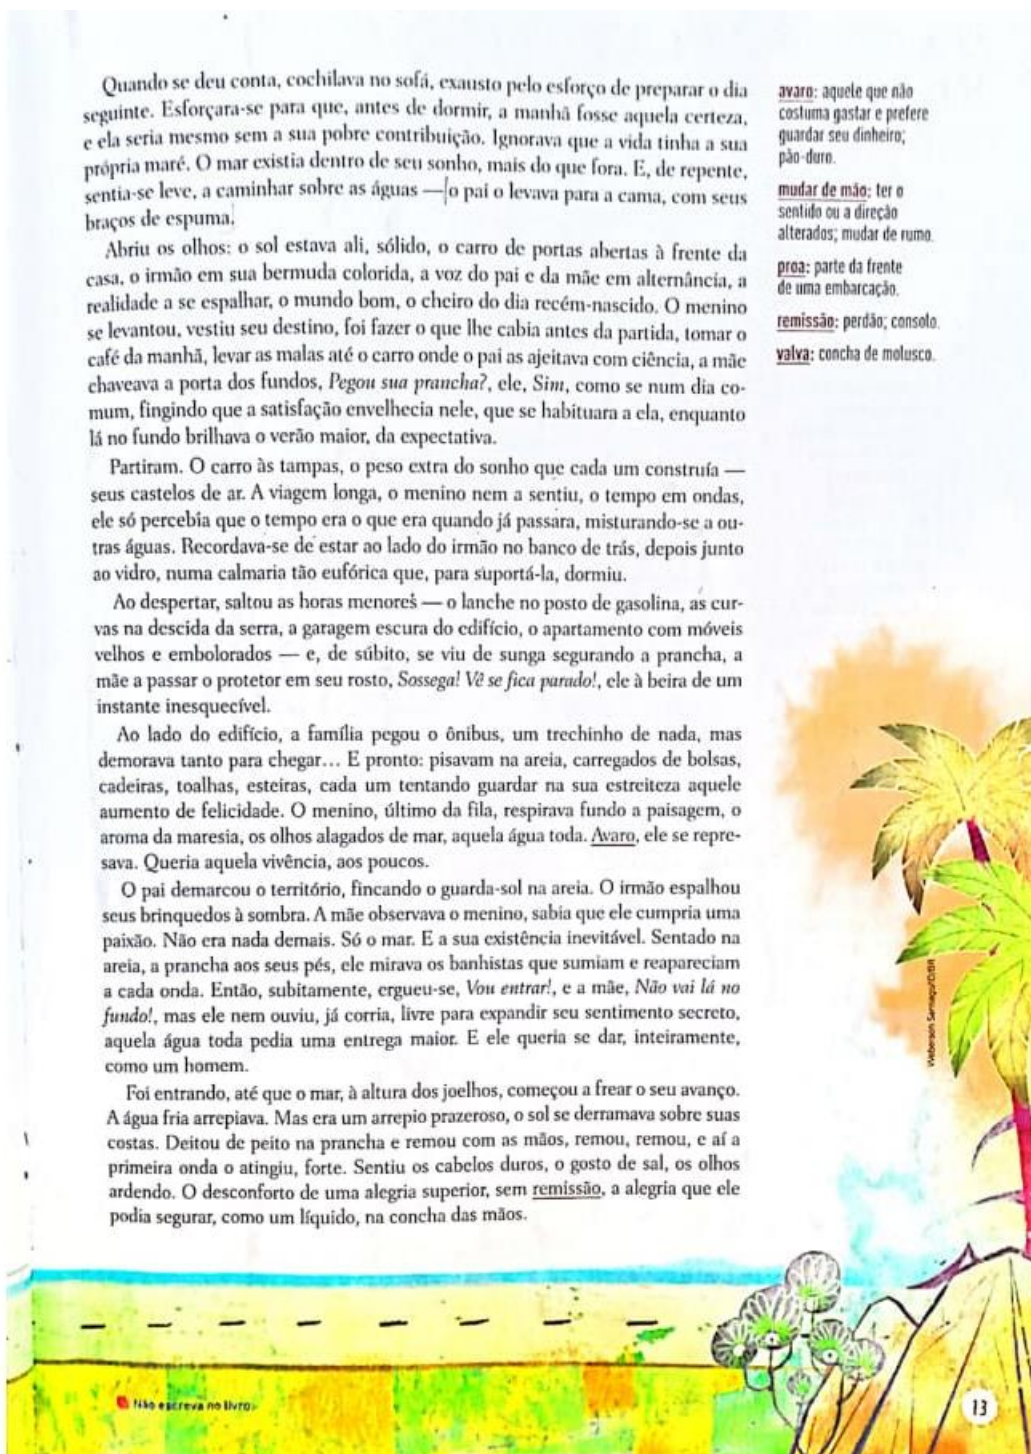 Quando se deu conta, cochilava no sofá, exausto pelo esforço de preparar o dia
seguinte. Esforçara-se para que, antes de dormir, a manhã fosse aquela certeza,
e ela seria mesmo sem a sua pobre contribuição. Ignorava que a vida tinha a sua
própria maré. O mar existia dentro de seu sonho, mais do que fora. E, de repente,
sentia-se leve, a caminhar sobre as águas — o pai o levava para a cama, com seus
braços de espuma.
Abriu os olhos: o sol estava ali, sólido, o carro de portas abertas à frente da
casa, o irmão em sua bermuda colorida, a voz do pai e da mãe em alternância, a
realidade a se espalhar, o mundo bom, o cheiro do dia recém-nascido. O menino
se levantou, vestiu seu destino, foi fazer o que lhe cabia antes da partida, tomar o
café da manhã, levar as malas até o carro onde o pai as ajeitava com ciência, a mãe
chaveava a porta dos fundos, Pegou sua prancha?, ele, Sim, como se num dia co-
mum, fingindo que a satisfação envelhecia nele, que se habituara a ela, enquanto
lá no fundo brilhava o verão maior, da expectativa.
Partiram. O carro às tampas, o peso extra do sonho que cada um construía —
seus castelos de ar. A viagem longa, o menino nem a sentiu, o tempo em ondas,
ele só percebia que o tempo era o que era quando já passara, misturando-se a ou-
tras águas. Recordava-se de estar ao lado do irmão no banco de trás, depois junto
ao vidro, numa calmaria tão eufórica que, para suportá-la, dormiu.
Ao despertar, saltou as horas menores — o lanche no posto de gasolina, as cur-
vas na descida da serra, a garagem escura do edifício, o apartamento com móveis
velhos e embolorados — e, de súbito, se viu de sunga segurando a prancha, a
mãe a passar o protetor em seu rosto, Sossega! Vê se fica parado!, ele à beira de um
instante inesquecível.
Ao lado do edifício, a família pegou o ônibus, um trechinho de nada, mas
demorava tanto para chegar... E pronto: pisavam na areia, carregados de bolsas,
cadeiras, toalhas, esteiras, cada um tentando guardar na sua estreiteza aquele
aumento de felicidade. O menino, último da fila, respirava fundo a paisagem, o
aroma da maresia, os olhos alagados de mar, aquela água toda. Avaro, ele se repre-
sava. Queria aquela vivência, aos poucos.
O pai demarcou o território, fincando o guarda-sol na areia. O irmão espalhou
seus brinquedos à sombra. A mãe observava o menino, sabia que ele cumpria uma
paixão. Não era nada demais. Só o mar. E a sua existência inevitável. Sentado na
areia, a prancha aos seus pés, ele mirava os banhistas que sumiam e reapareciam
a cada onda. Então, subitamente, ergueu-se, Vou entrar!, e a mãe, Não vai lá no
fundo!, mas ele nem ouviu, já corria, livre para expandir seu sentimento secreto,
aquela água toda pedia uma entrega maior. E ele queria se dar, inteiramente,
como um homem.
Foi entrando, até que o mar, à altura dos joelhos, começou a frear o seu avanço.
A água fria arrepiava. Mas era um arrepio prazeroso, o sol se derramava sobre suas
costas. Deitou de peito na prancha e remou com as mãos, remou, remou, e aí a
primeira onda o atingiu, forte. Sentiu os cabelos duros, o gosto de sal, os olhos
ardendo. O desconforto de uma alegria superior, sem remissão, a alegria que ele
podia segurar, como um líquido, na concha das mãos.
avaro: aquele que não
costuma gastar e prefere
guardar seu dinheiro;
pão-duro.
mudar de mão: ter o
sentido ou a direção
alterados; mudar de rumo.
proa: parte da frente
de uma embarcação.
remissão: perdão; consolo.
valva: concha de molusco.
Não escreva no livro.
13